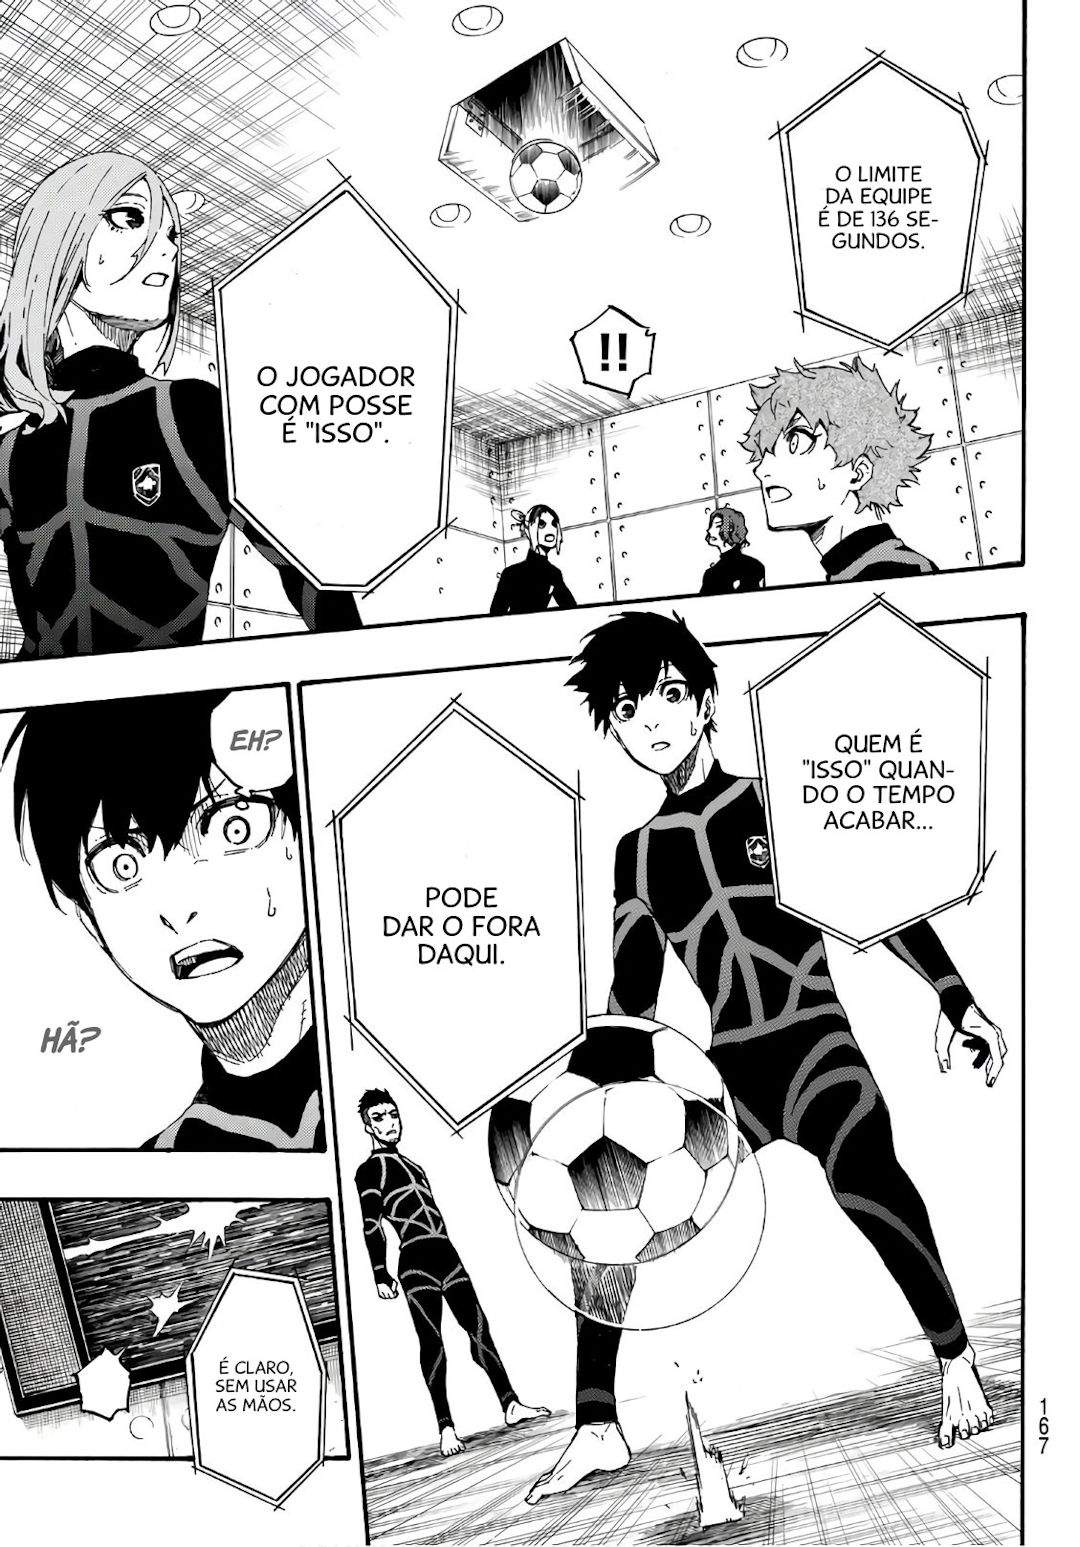 O LIMITE
DA EQUIPE
É DE 136 SE-
GUNDOS.
!!
O JOGADOR
COM POSSE
É "ISSO".
QUEM É
"ISSO" QUAN-
DO O TEMPO
ACABAR...
PODE
DAR O FORA
DAQUI.
EH?
HÃ?
É CLARO,
SEM USAR
AS MÃOS.
167